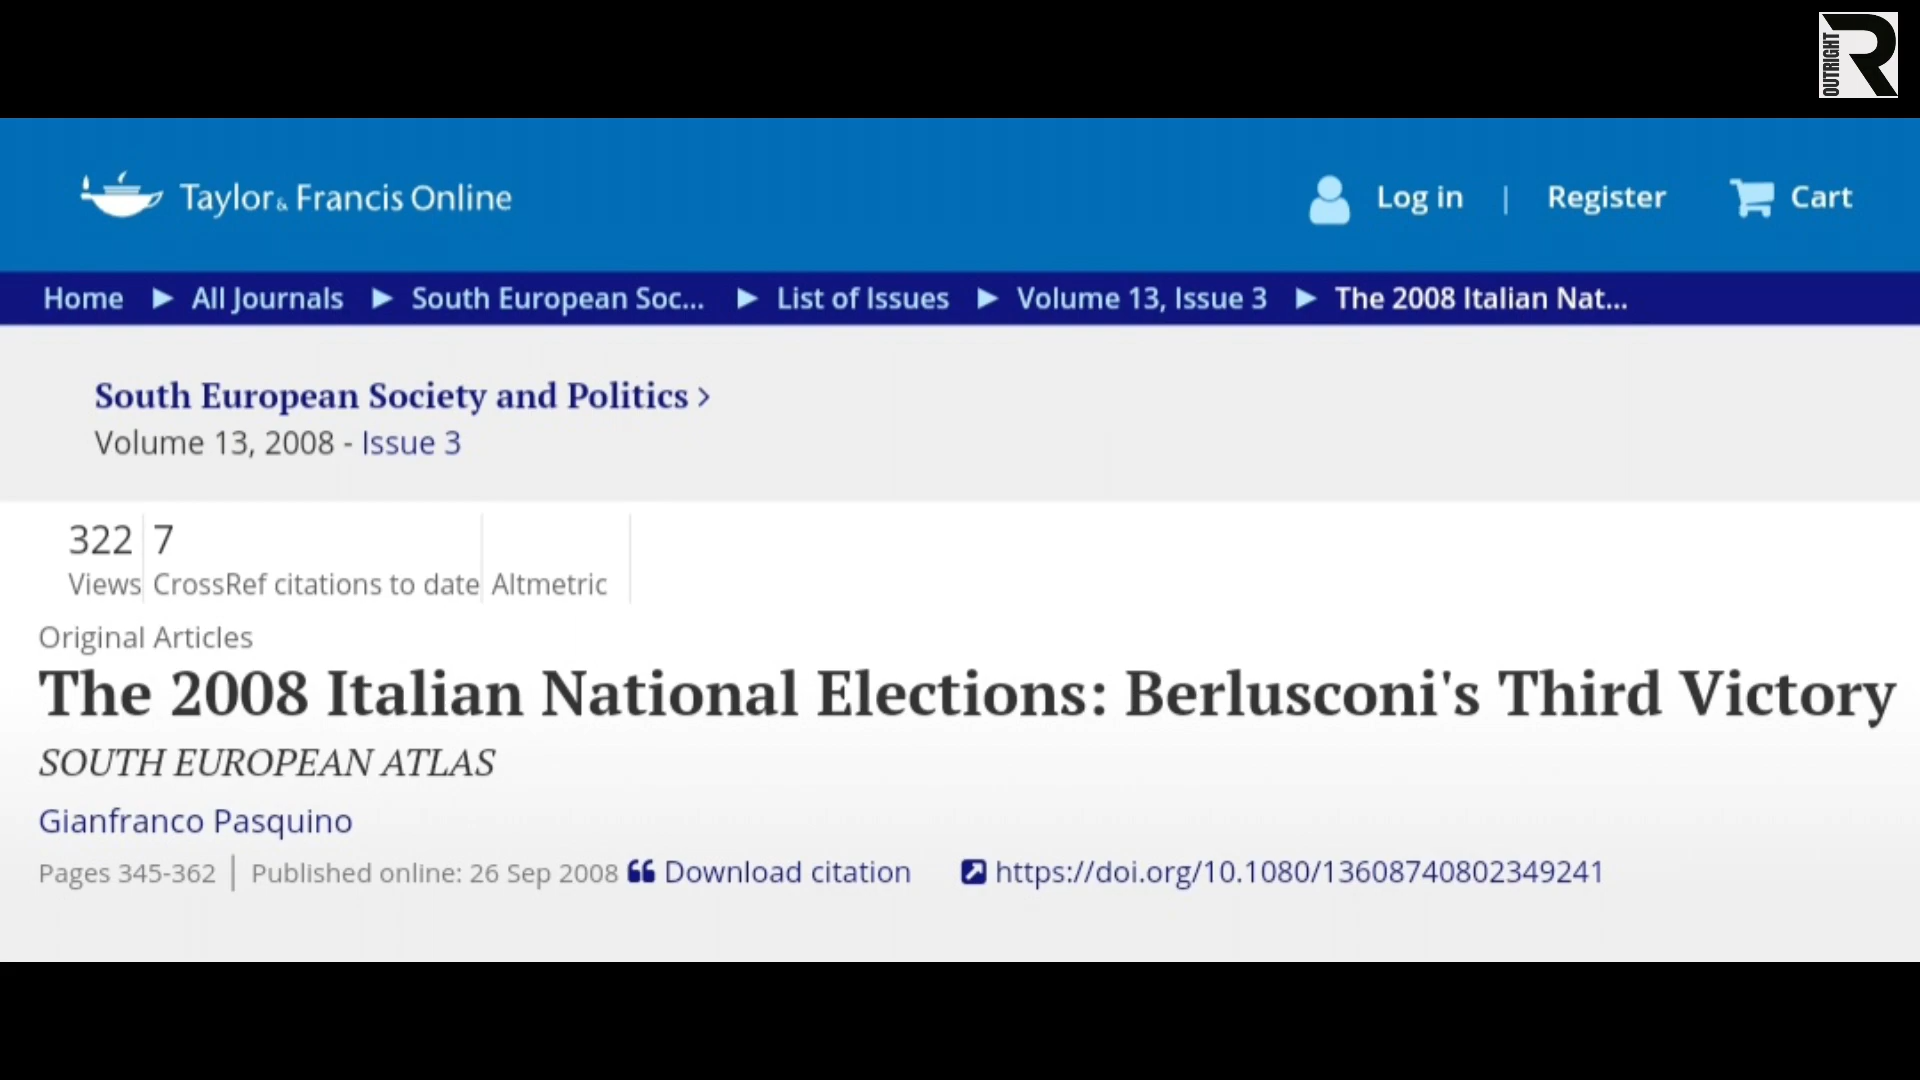 OUTRIGHT R
Taylor & Francis Online
Log in | Register Cart
Home ▶ All Journals ▶ South European Soc... ▶ List of Issues ▶ Volume 13, Issue 3 ▶ The 2008 Italian Nat...
South European Society and Politics >
Volume 13, 2008 - Issue 3
322 7
Views CrossRef citations to date Altmetric
Original Articles
The 2008 Italian National Elections: Berlusconi's Third Victory
SOUTH EUROPEAN ATLAS
Gianfranco Pasquino
Pages 345-362 | Published online: 26 Sep 2008 Download citation https://doi.org/10.1080/13608740802349241